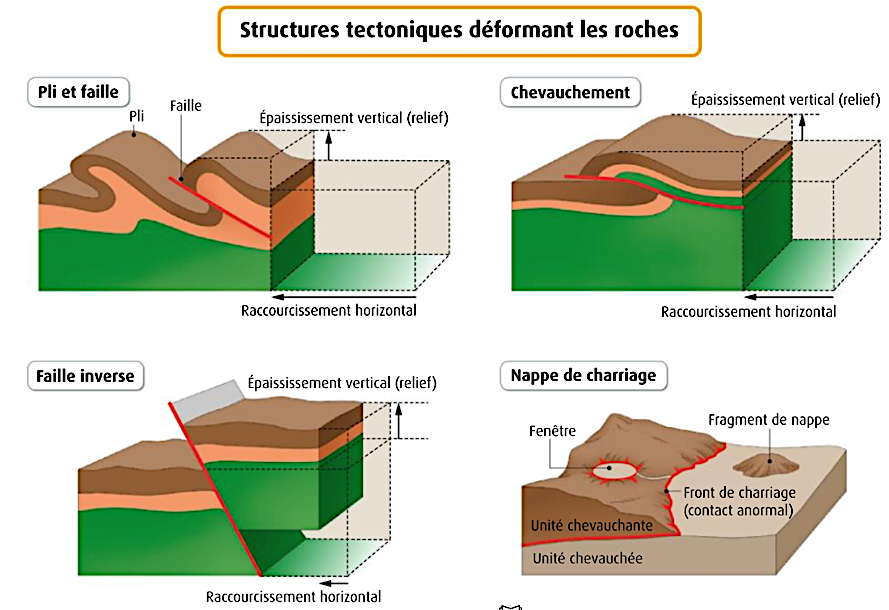 Structures tectoniques déformant les roches
Pli et faille
Pli
Faille
Épaississement vertical (relief)
Raccourcissement horizontal
Chevauchement
Épaississement vertical (relief)
Raccourcissement horizontal
Faille inverse
Épaississement vertical (relief)
Raccourcissement horizontal
Nappe de charriage
Fenêtre
Fragment de nappe
Front de charriage
(contact anormal)
Unité chevauchante
Unité chevauchée